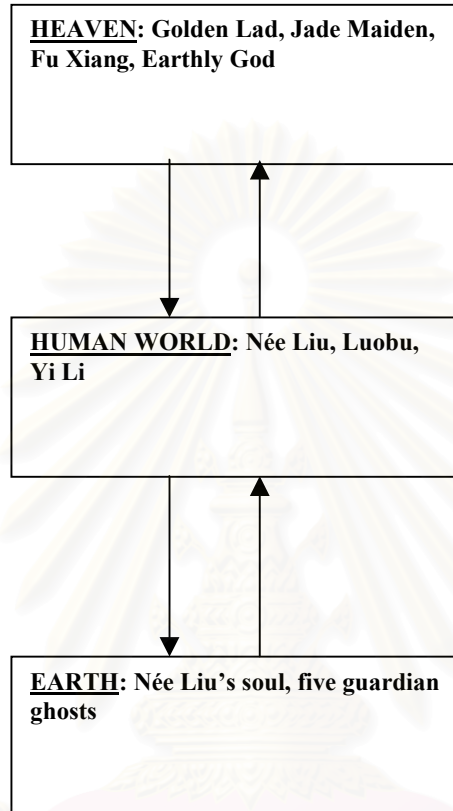 HEAVEN: Golden Lad, Jade Maiden,
Fu Xiang, Earthly God
HUMAN WORLD: Née Liu, Luobu,
Yi Li
EARTH: Née Liu’s soul, five guardian
ghosts